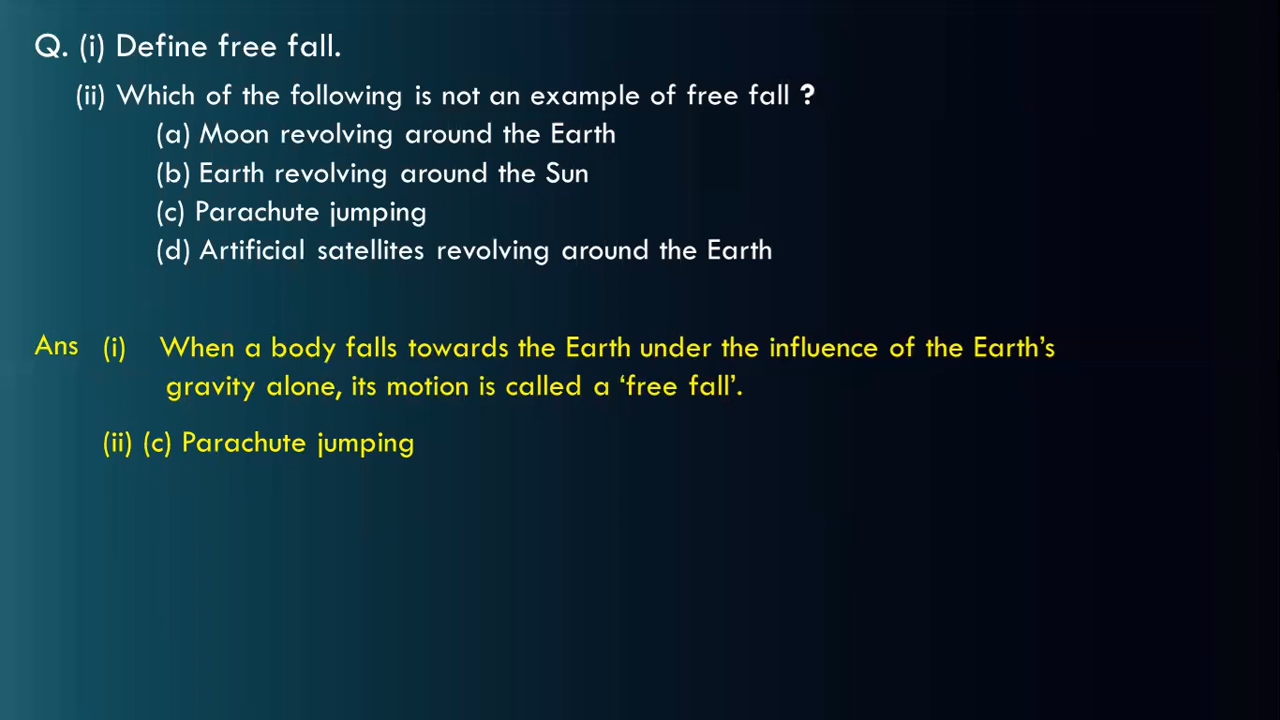 Q. (i) Define free fall.
(ii) Which of the following is not an example of free fall ?
(a) Moon revolving around the Earth
(b) Earth revolving around the Sun
(c) Parachute jumping
(d) Artificial satellites revolving around the Earth
Ans (i) When a body falls towards the Earth under the influence of the Earth's
gravity alone, its motion is called a ‘free fall’.
(ii) (c) Parachute jumping